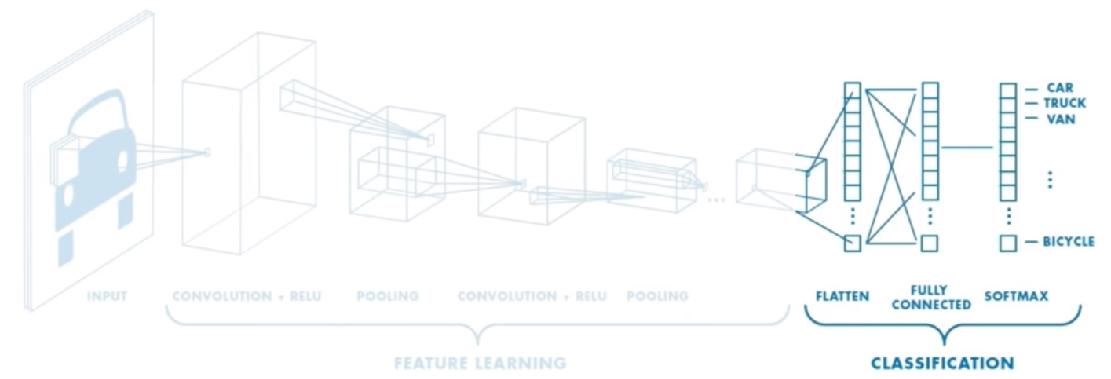 CAR
TRUCK
VAN
BICYCLE
INPUT
CONVOLUTION + RELU
POOLING
CONVOLUTION + RELU
POOLING
FLATTEN
FULLY
CONNECTED
SOFTMAX
FEATURE LEARNING
CLASSIFICATION